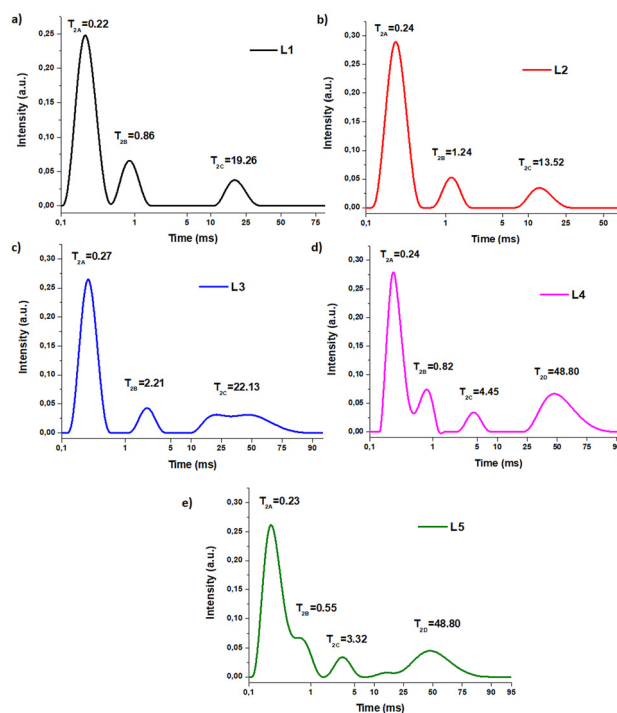 a)
T2A=0.22
L1
T2B=0.86
T2C=19.26
Intensity (a.u.)
0,25
0,20
0,15
0,10
0,05
0,00
0,1 1 5 10 25 50 75
Time (ms)
b)
T2A=0.24
L2
T2B=1.24
T2C=13.52
Intensity (a.u.)
0,30
0,25
0,20
0,15
0,10
0,05
0,00
0,1 1 5 10 25 50
Time (ms)
c)
T2A=0.27
L3
T2B=2.21
T2C=22.13
Intensity (a.u.)
0,30
0,25
0,20
0,15
0,10
0,05
0,00
0,1 1 5 10 25 50 75 90
Time (ms)
d)
T2A=0.24
L4
T2B=0.82
T2C=4.45
T2D=48.80
Intensity (a.u.)
0,30
0,25
0,20
0,15
0,10
0,05
0,00
0,1 1 5 10 25 50 75 90
Time (ms)
e)
T2A=0.23
L5
T2B=0.55
T2C=3.32
T2D=48.80
Intensity (a.u.)
0,30
0,25
0,20
0,15
0,10
0,05
0,00
0,1 1 5 10 25 50 75 95
Time (ms)